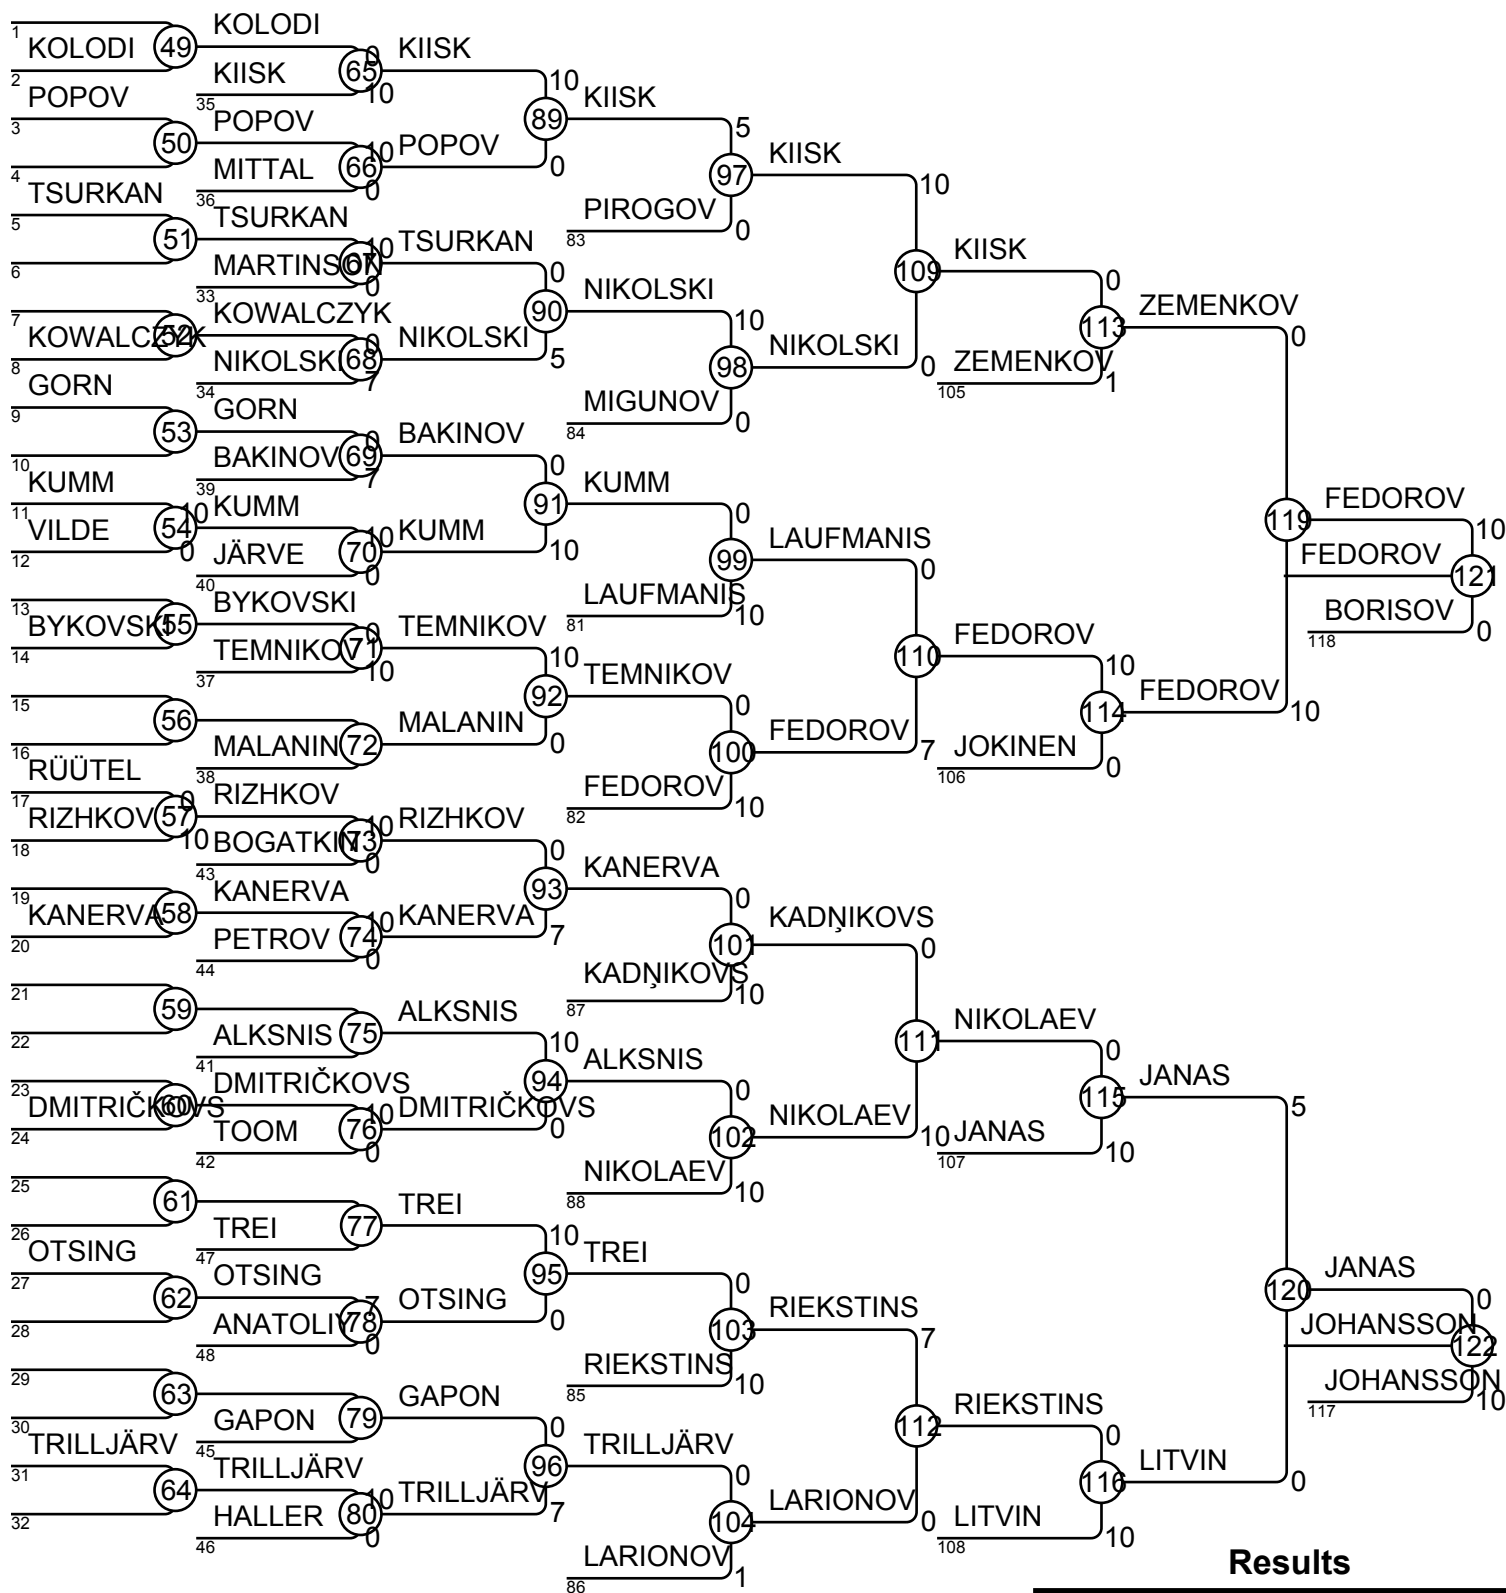 1
KOLODI
2
49
KOLODI
0
KIISK
35
65
10
KIISK
10
POPOV
3
4
50
POPOV
10
MITTAL
36
66
0
POPOV
0
89
KIISK
5
TSURKAN
5
6
51
TSURKAN
10
MARTINSON
33
67
0
TSURKAN
0
PIROGOV
83
0
97
KIISK
10
7
KOWALCZYK
8
52
KOWALCZYK
0
NIKOLSKI
34
68
7
NIKOLSKI
5
90
NIKOLSKI
10
MIGUNOV
84
0
98
NIKOLSKI
0
109
KIISK
0
ZEMENKOV
105
1
113
ZEMENKOV
0
GORN
9
10
53
GORN
0
BAKINOV
39
69
7
BAKINOV
0
KUMM
11
10
VILDE
12
0
54
KUMM
10
JÄRVE
40
70
0
KUMM
10
91
KUMM
0
LAUFMANIS
81
10
99
LAUFMANIS
0
13
BYKOVSKI
14
55
BYKOVSKI
0
TEMNIKOV
37
71
10
TEMNIKOV
10
15
16
56
MALANIN
38
72
MALANIN
0
92
TEMNIKOV
0
FEDOROV
82
10
100
FEDOROV
7
110
FEDOROV
10
JOKINEN
106
0
114
FEDOROV
10
119
FEDOROV
10
FEDOROV
121
BORISOV
118
0
RÜÜTEL
17
0
RIZHKOV
18
10
57
RIZHKOV
10
BOGATKIN
43
73
0
RIZHKOV
0
19
KANERVA
20
58
KANERVA
10
PETROV
44
74
0
KANERVA
7
93
KANERVA
0
KADŅIKOVS
87
10
101
KADŅIKOVS
0
21
22
59
ALKSNIS
41
75
ALKSNIS
10
23
DMITRIČKOVS
24
60
DMITRIČKOVS
10
TOOM
42
76
0
DMITRIČKOVS
0
94
ALKSNIS
0
NIKOLAEV
88
10
102
NIKOLAEV
10
111
NIKOLAEV
0
JANAS
107
10
115
JANAS
5
25
26
61
TREI
47
77
TREI
10
OTSING
27
28
62
OTSING
7
ANATOLIY
48
78
0
OTSING
0
95
TREI
0
RIEKSTINS
85
10
103
RIEKSTINS
7
29
30
63
GAPON
45
79
GAPON
0
TRILLJÄRV
31
32
64
TRILLJÄRV
10
HALLER
46
80
0
TRILLJÄRV
7
96
TRILLJÄRV
0
LARIONOV
86
1
104
LARIONOV
0
112
RIEKSTINS
0
LITVIN
108
10
116
LITVIN
0
120
JANAS
0
JOHANSSON
122
JOHANSSON
117
10
Results